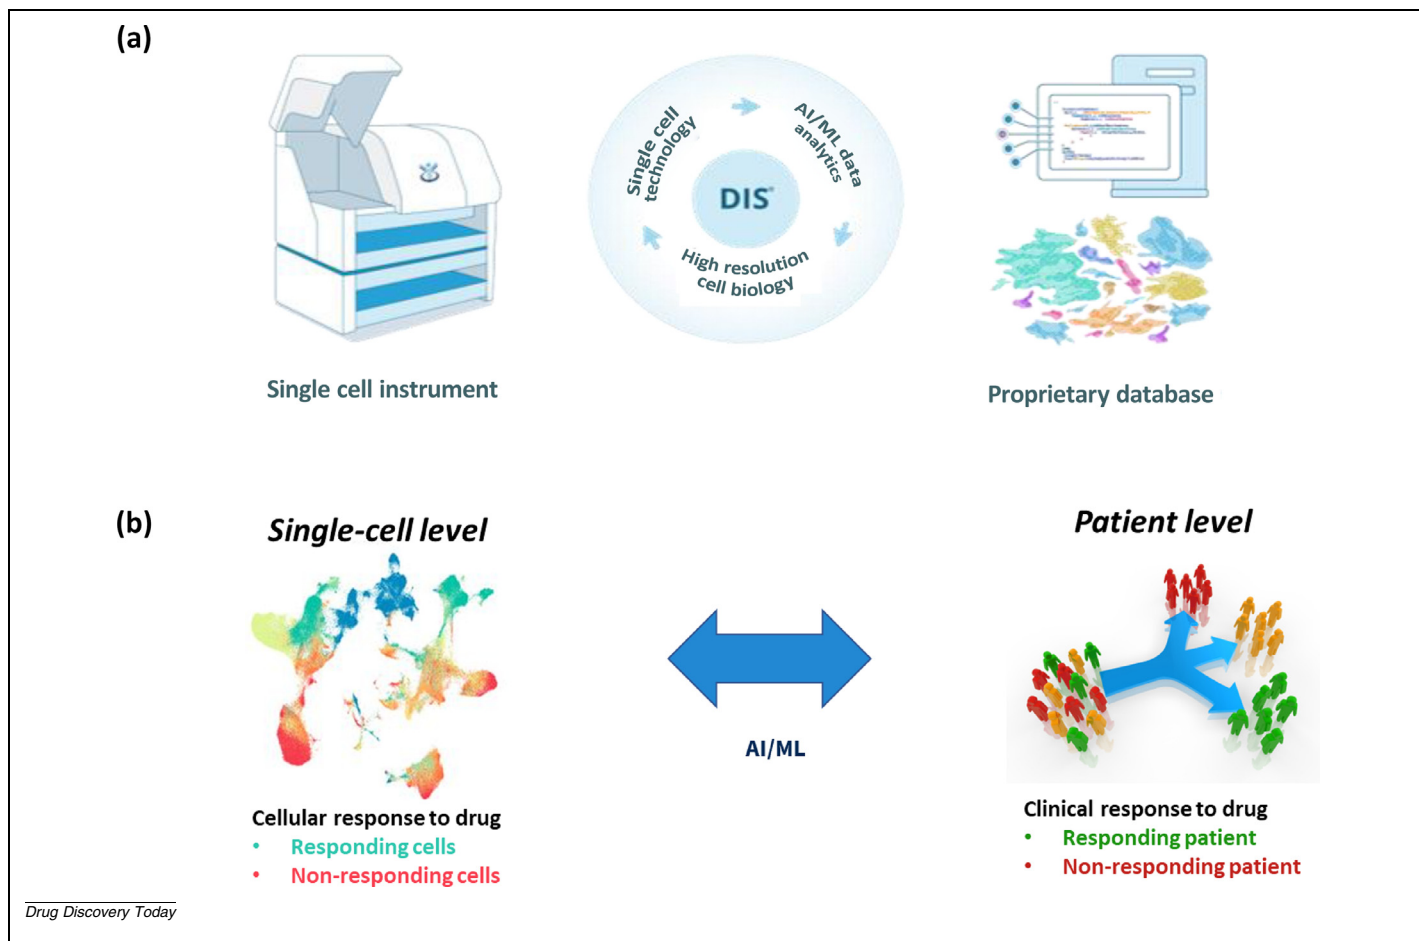 (a)
Single cell
technology
AI/ML data
analytics
DIS®
High resolution
cell biology
Single cell instrument
Proprietary database
(b)
Single-cell level
Patient level
AI/ML
Cellular response to drug
• Responding cells
• Non-responding cells
Clinical response to drug
• Responding patient
• Non-responding patient
Drug Discovery Today